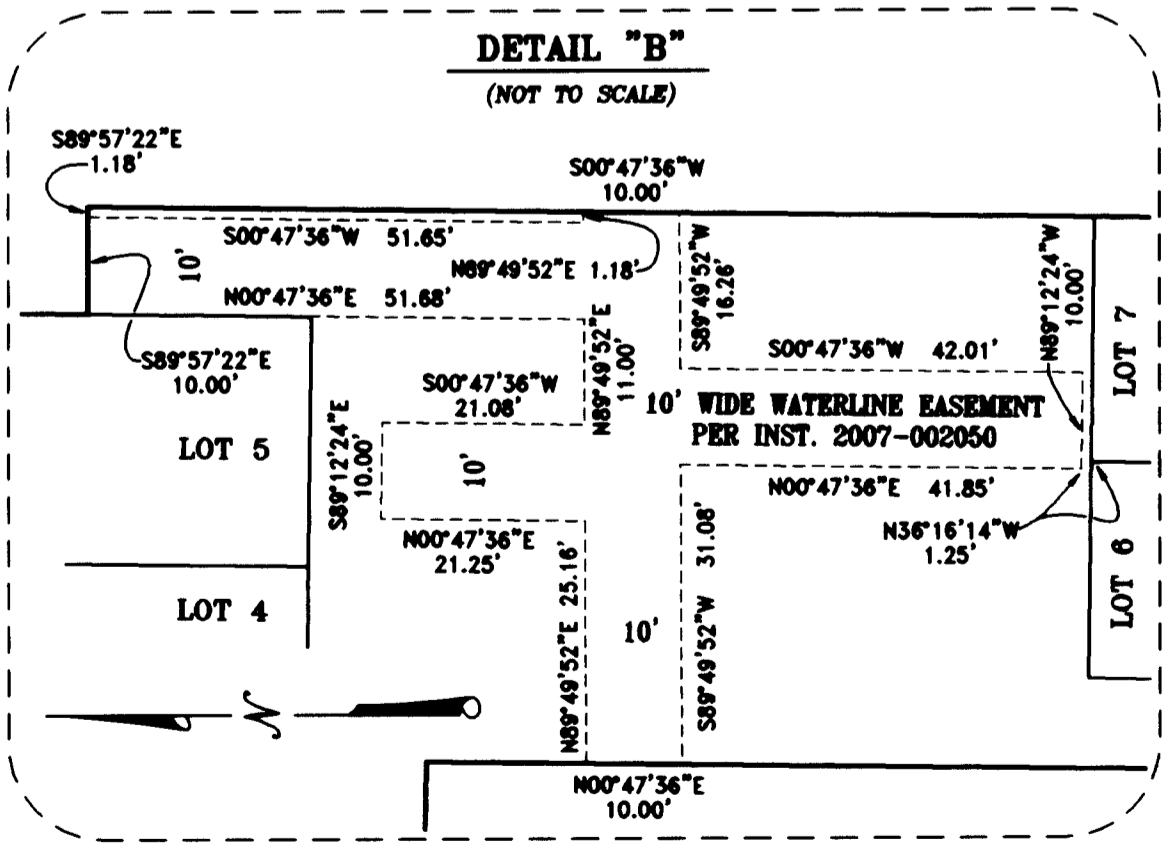 DETAIL "B"
(NOT TO SCALE)
S89°57'22"E
1.18'
S00°47'36"W
10.00'
S00°47'36"W 51.65'
10'
N89°49'52"E 1.18'
N00°47'36"E 51.68'
S89°57'22"E
10.00'
S89°49'52"W
16.26'
N89°12'24"W
10.00'
LOT 7
S00°47'36"W 42.01'
N89°49'52"E
11.00'
S00°47'36"W
21.08'
10' WIDE WATERLINE EASEMENT
PER INST. 2007-002050
LOT 5
S89°12'24"E
10.00'
10'
N00°47'36"E 41.85'
N36°16'14"W
1.25'
N00°47'36"E
21.25'
LOT 6
LOT 4
N89°49'52"E 25.16'
10'
S89°49'52"W 31.08'
N00°47'36"E
10.00'